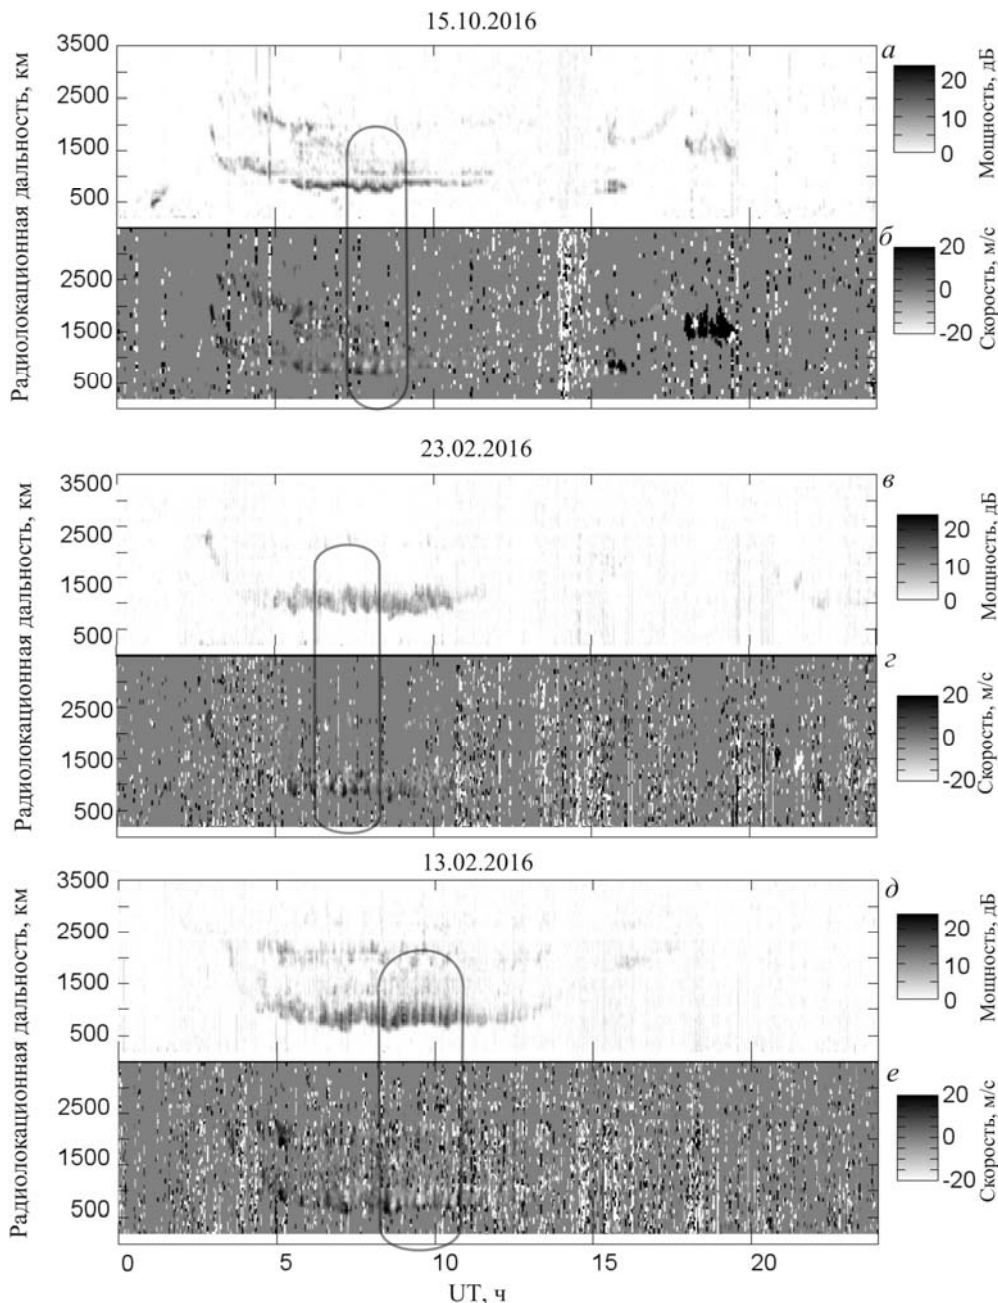 15.10.2016
Радиолокационная дальность, км
3500
2500
1500
500
а
20
10
0
Мощность, дБ
2500
1500
500
б
20
0
-20
Скорость, м/с
23.02.2016
Радиолокационная дальность, км
3500
2500
1500
500
в
20
10
0
Мощность, дБ
2500
1500
500
г
20
0
-20
Скорость, м/с
13.02.2016
Радиолокационная дальность, км
3500
2500
1500
500
д
20
10
0
Мощность, дБ
2500
1500
500
е
20
0
-20
Скорость, м/с
0 5 10 15 20
UT, ч